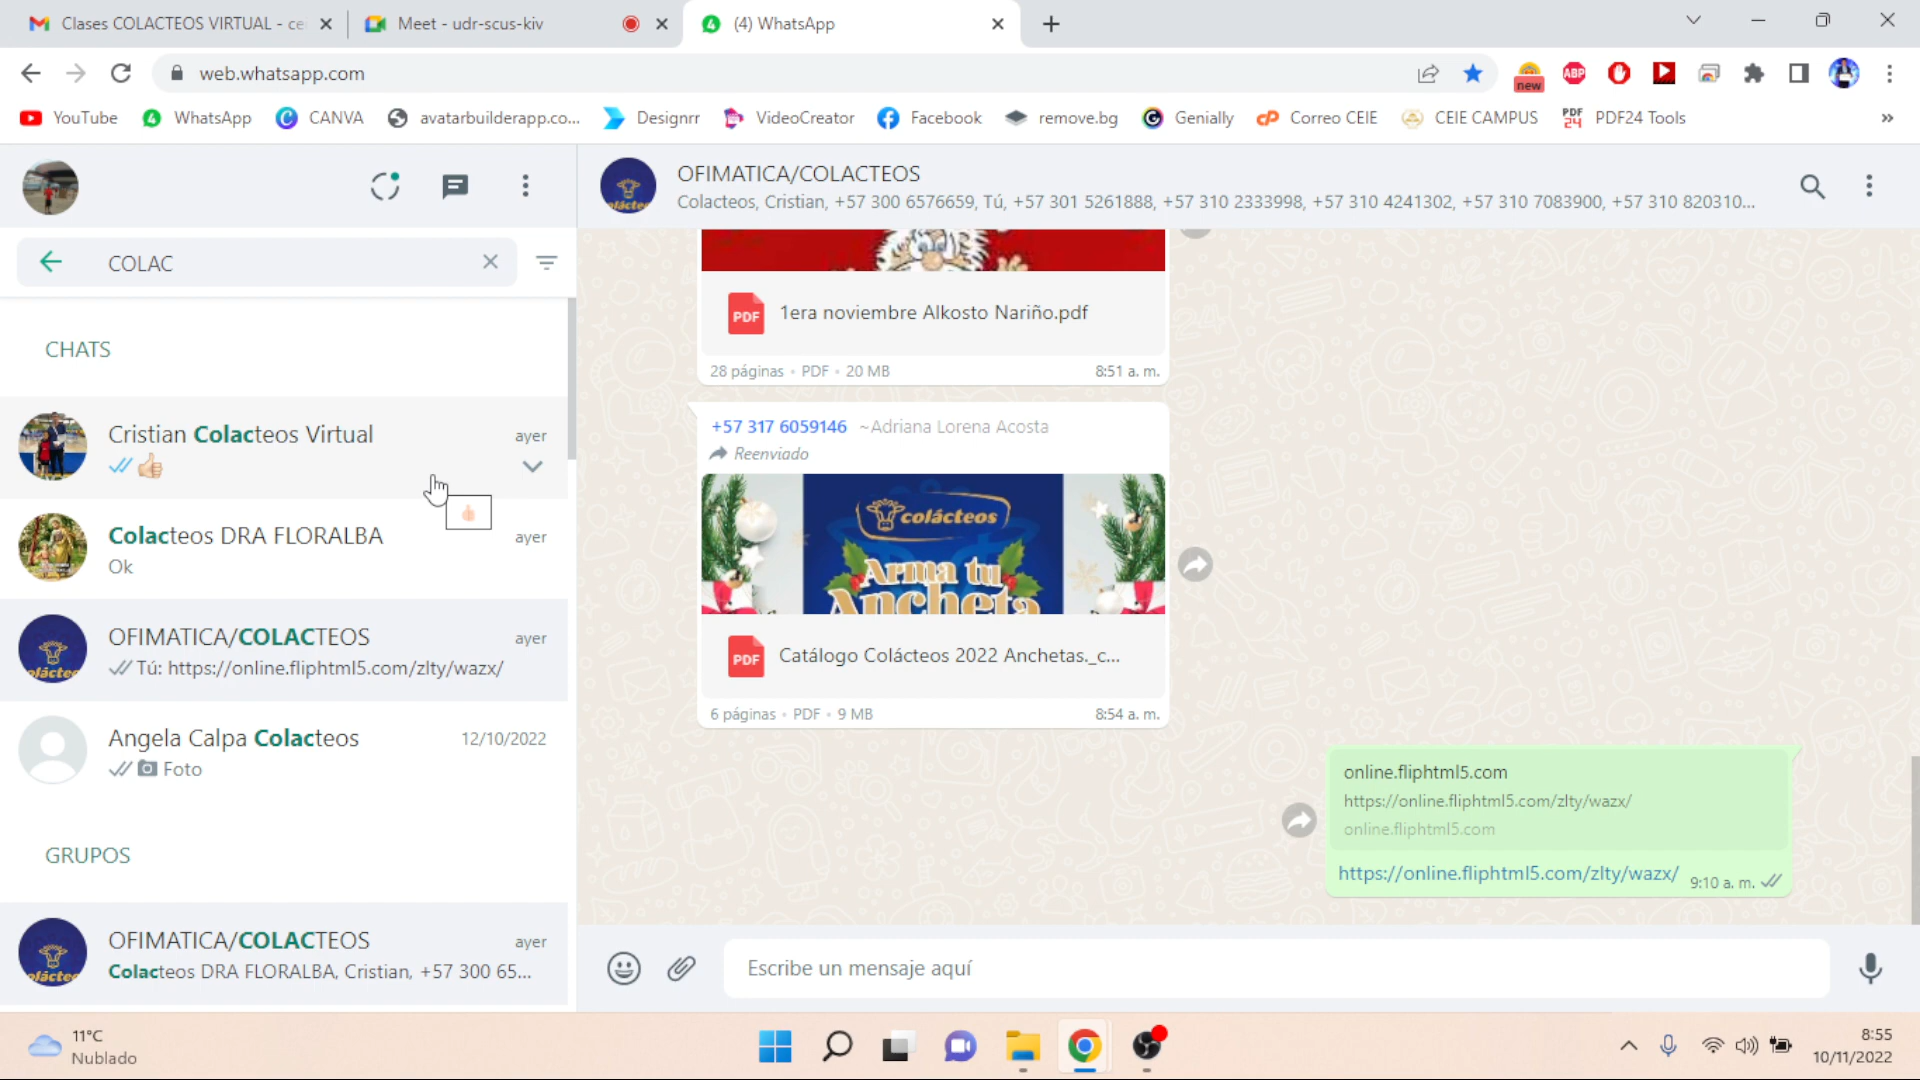 Clases COLACTEOS VIRTUAL - ce
Meet - udr-scus-kiv
(4) WhatsApp
web.whatsapp.com
new
ABP
YouTube
WhatsApp
CANVA
avatarbuilderapp.co...
Designrr
VideoCreator
Facebook
remove.bg
Genially
Correo CEIE
CEIE CAMPUS
PDF24 Tools
COLAC
CHATS
Cristian Colacteos Virtual
ayer
Colacteos DRA FLORALBA
ayer
Ok
OFIMATICA/COLACTEOS
ayer
Tú: https://online.fliphtml5.com/zlty/wazx/
Angela Calpa Colacteos
12/10/2022
Foto
GRUPOS
OFIMATICA/COLACTEOS
ayer
Colacteos DRA FLORALBA, Cristian, +57 300 65...
OFIMATICA/COLACTEOS
Colacteos, Cristian, +57 300 6576659, Tú, +57 301 5261888, +57 310 2333998, +57 310 4241302, +57 310 7083900, +57 310 820310...
PDF
1era noviembre Alkosto Nariño.pdf
28 páginas • PDF • 20 MB
8:51 a. m.
+57 317 6059146 ~Adriana Lorena Acosta
Reenviado
colácteos
Arma tu
Ancheta
PDF
Catálogo Colácteos 2022 Anchetas._c...
6 páginas • PDF • 9 MB
8:54 a. m.
online.fliphtml5.com
https://online.fliphtml5.com/zlty/wazx/
online.fliphtml5.com
https://online.fliphtml5.com/zlty/wazx/
9:10 a. m.
Escribe un mensaje aquí
11°C
Nublado
8:55
10/11/2022